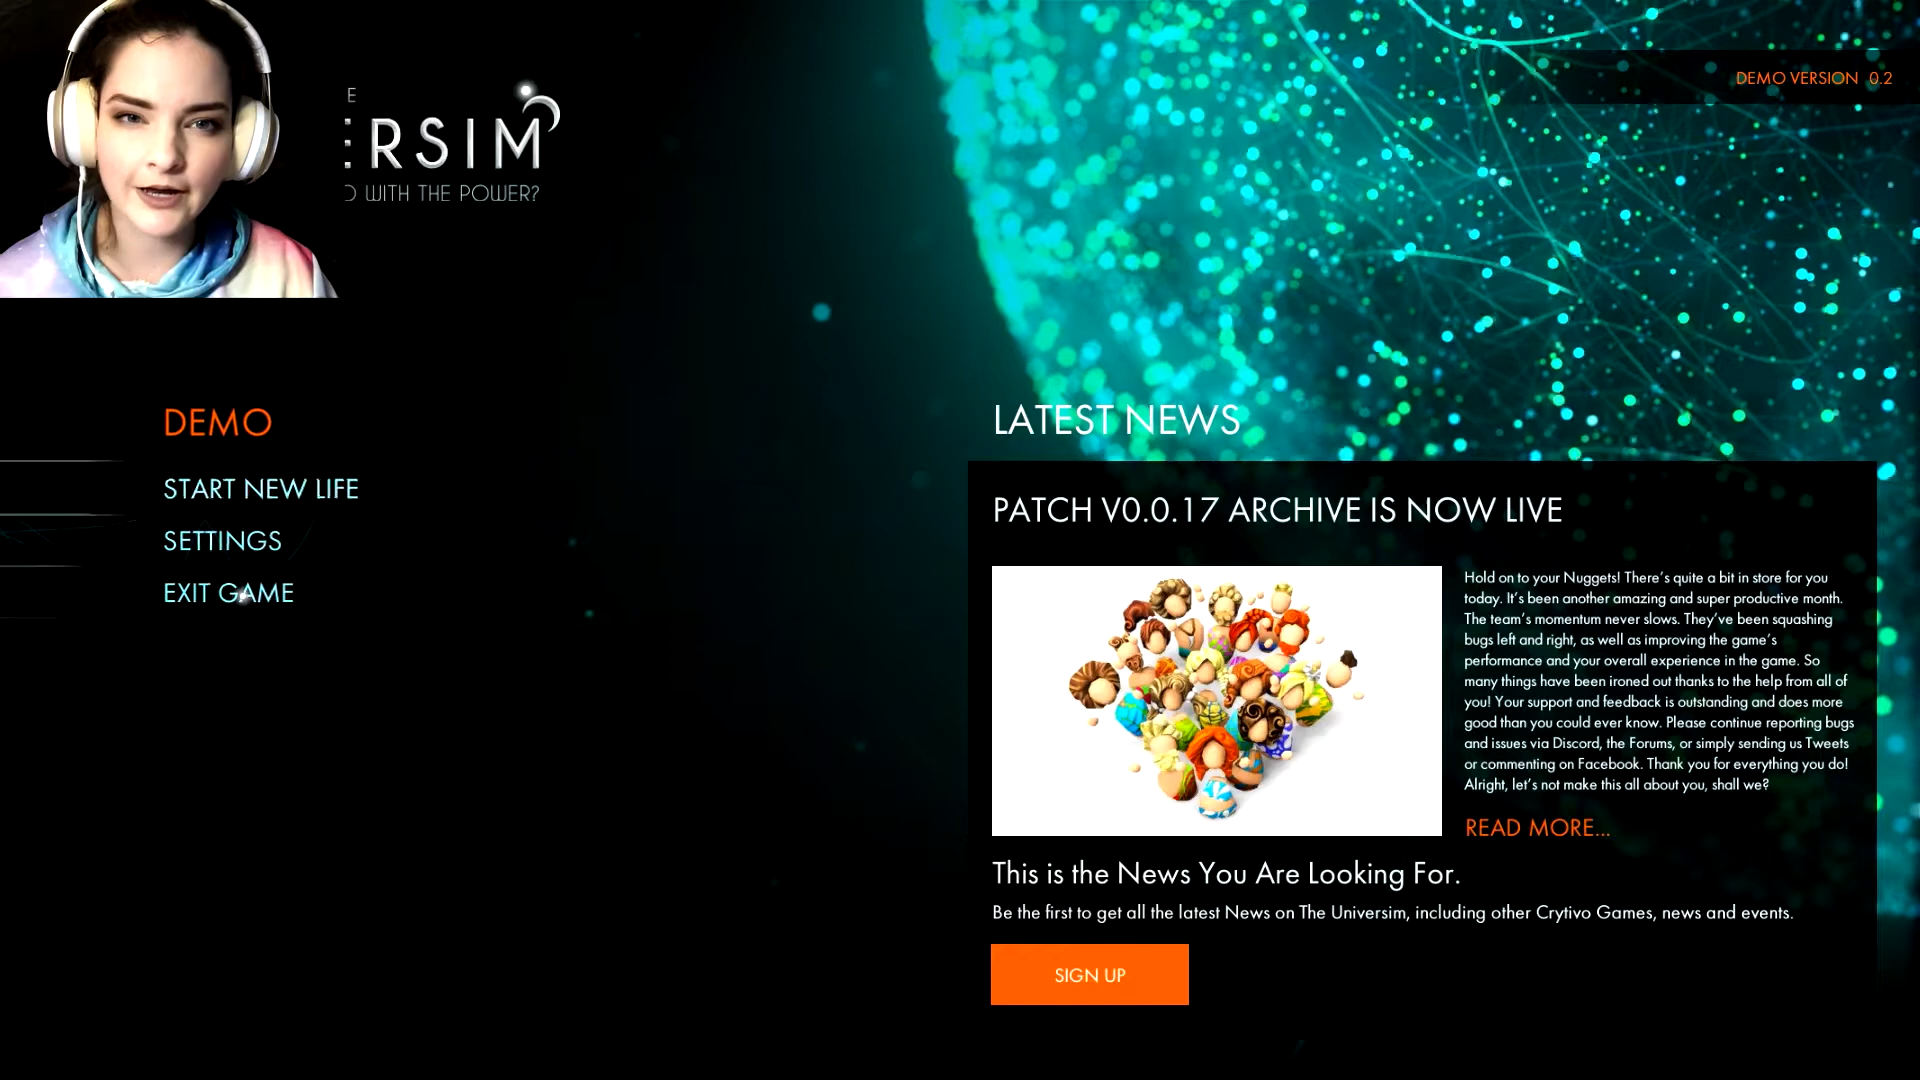 E
ERSIM
D WITH THE POWER?
DEMO VERSION 0.2
DEMO
START NEW LIFE
SETTINGS
EXIT GAME
LATEST NEWS
PATCH V0.0.17 ARCHIVE IS NOW LIVE
Hold on to your Nuggets! There's quite a bit in store for you
today. It's been another amazing and super productive month.
The team's momentum never slows. They've been squashing
bugs left and right, as well as improving the game's
performance and your overall experience in the game. So
many things have been ironed out thanks to the help from all of
you! Your support and feedback is outstanding and does more
good than you could ever know. Please continue reporting bugs
and issues via Discord, the Forums, or simply sending us Tweets
or commenting on Facebook. Thank you for everything you do!
Alright, let's not make this all about you, shall we?
READ MORE...
This is the News You Are Looking For.
Be the first to get all the latest News on The Universim, including other Crytivo Games, news and events.
SIGN UP